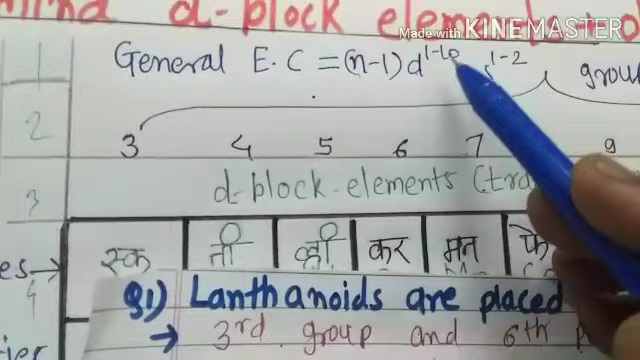 d-block elements
Made with KINEMASTER
General E.C = (n-1) d¹⁻¹⁰ s¹⁻²
1
2
3 4 5 6 7 9
3
d-block elements
स्क ती व्ही कर मन फे
4
Q1) Lanthanoids are placed
→ 3rd group and 6th